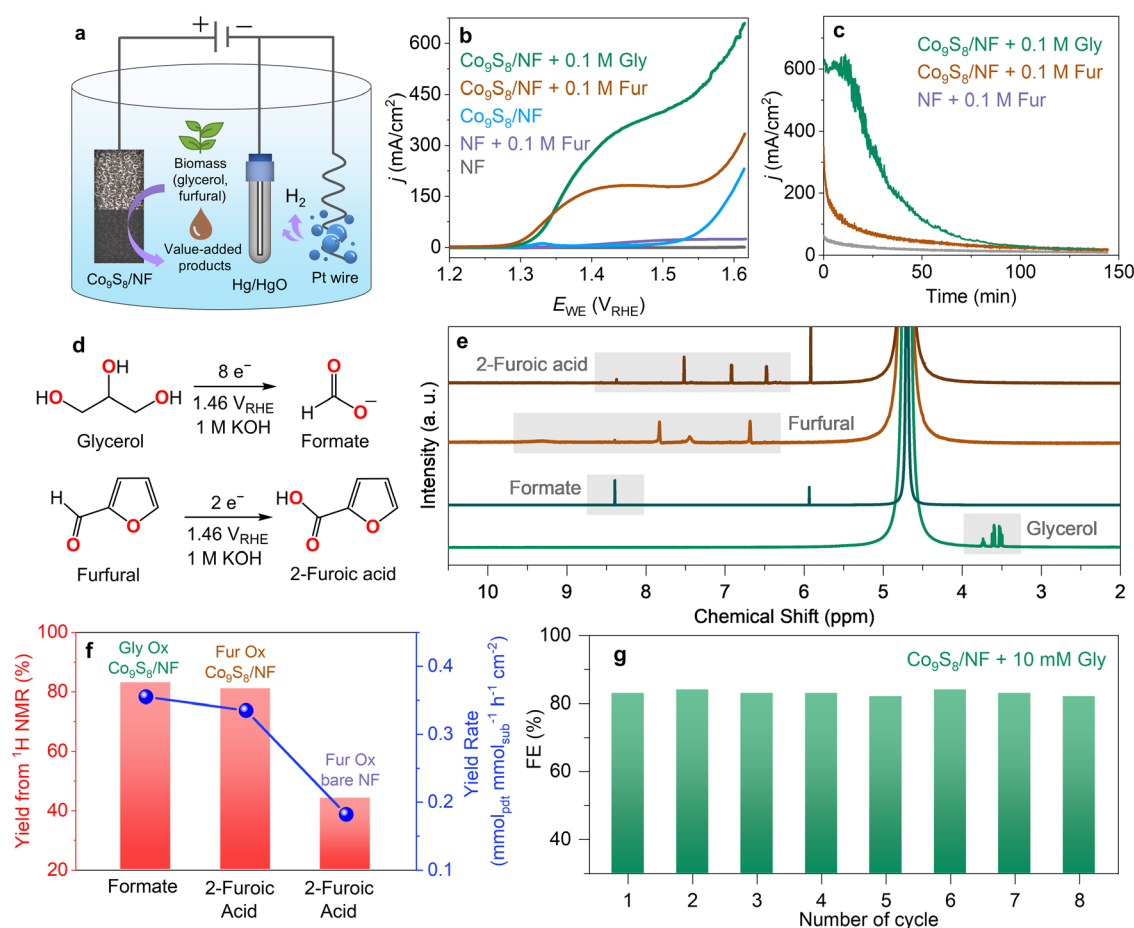 a
+ −
Biomass
(glycerol,
furfural)
H₂
Value-added
products
Co₉S₈/NF
Hg/HgO
Pt wire
b
Co₉S₈/NF + 0.1 M Gly
Co₉S₈/NF + 0.1 M Fur
Co₉S₈/NF
NF + 0.1 M Fur
NF
j (mA/cm²)
600
450
300
150
0
1.2 1.3 1.4 1.5 1.6
E_WE (V_RHE)
c
Co₉S₈/NF + 0.1 M Gly
Co₉S₈/NF + 0.1 M Fur
NF + 0.1 M Fur
j (mA/cm²)
600
400
200
0
0 50 100 150
Time (min)
d
HO OH OH
8 e⁻
1.46 V_RHE
1 M KOH
O
H O⁻
Glycerol
Formate
H
O
O
2 e⁻
1.46 V_RHE
1 M KOH
HO
O
O
Furfural
2-Furoic acid
e
2-Furoic acid
Furfural
Formate
Glycerol
Intensity (a. u.)
10 9 8 7 6 5 4 3 2
Chemical Shift (ppm)
f
Gly Ox
Co₉S₈/NF
Fur Ox
Co₉S₈/NF
Fur Ox
bare NF
Yield from ¹H NMR (%)
100
80
60
40
20
0.4
0.3
0.2
0.1
Yield Rate
(mmol_pdt mmol_sub⁻¹ h⁻¹ cm⁻²)
Formate
2-Furoic
Acid
2-Furoic
Acid
g
Co₉S₈/NF + 10 mM Gly
FE (%)
100
80
60
40
1 2 3 4 5 6 7 8
Number of cycle